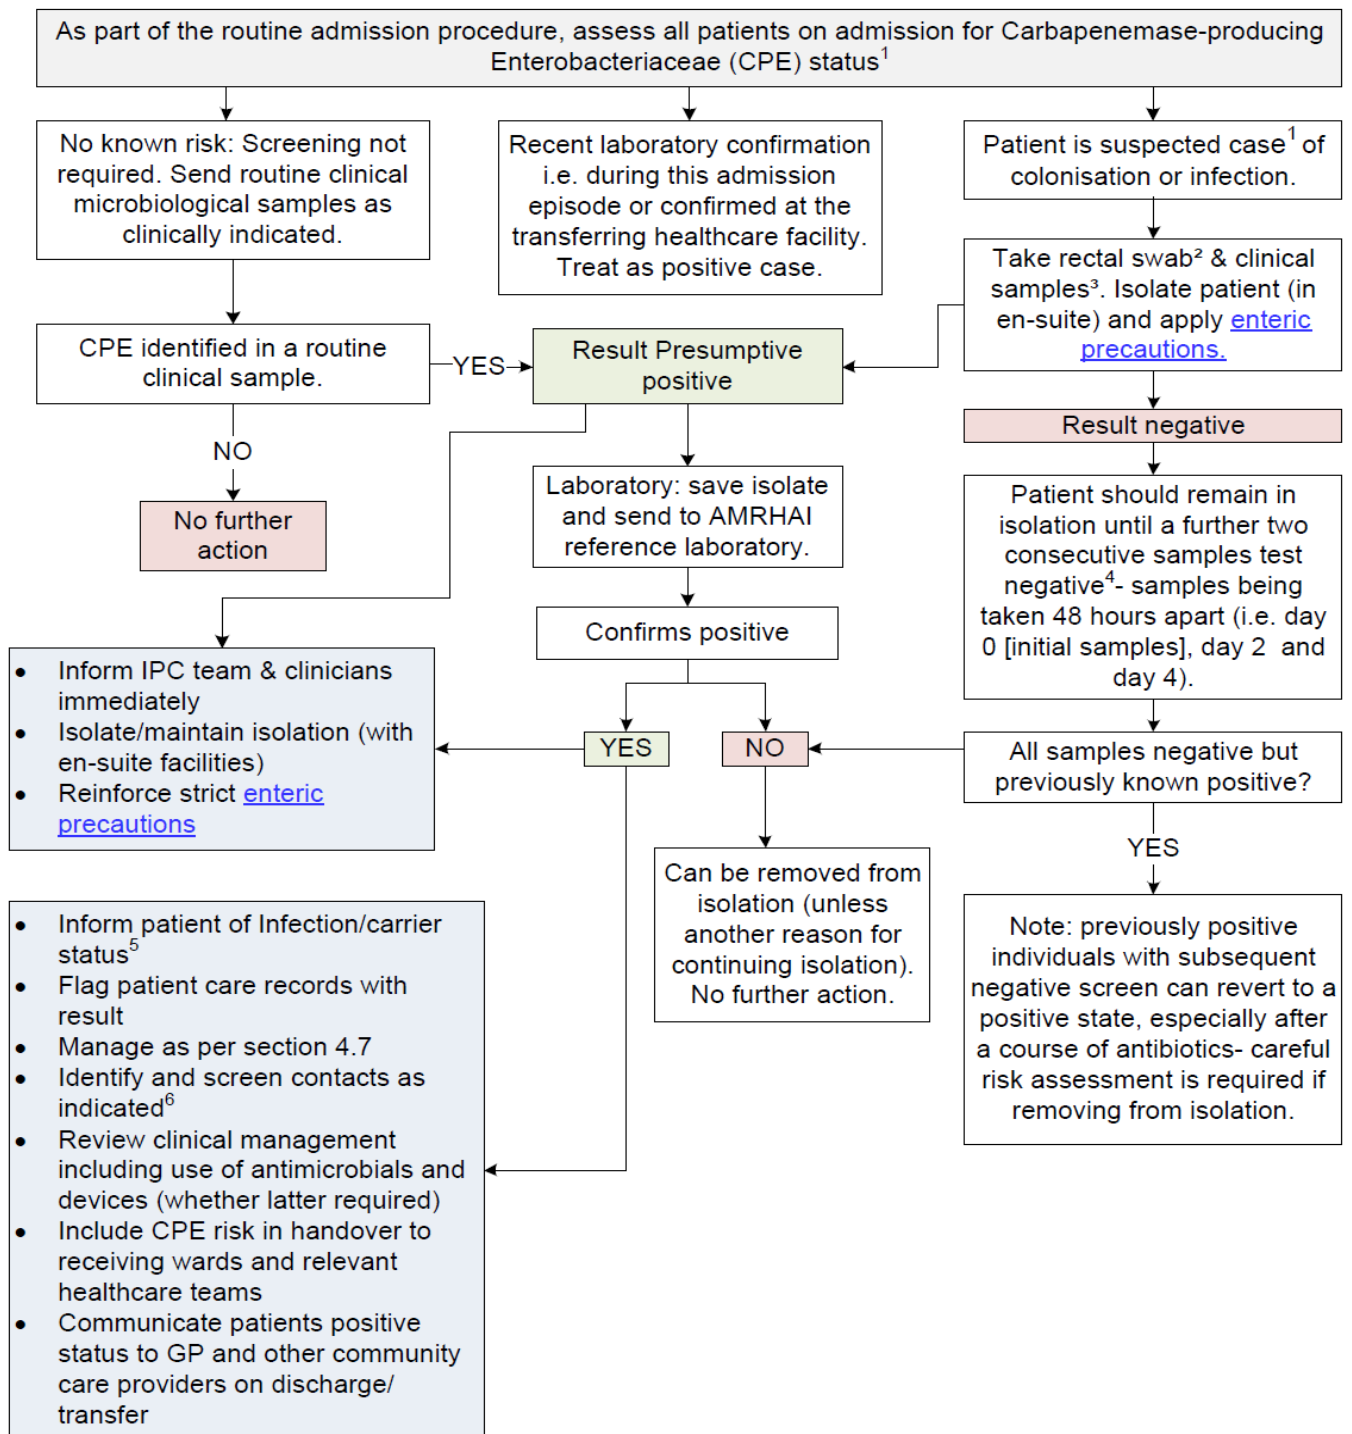 As part of the routine admission procedure, assess all patients on admission for Carbapenemase-producing
Enterobacteriaceae (CPE) status1
No known risk: Screening not
required. Send routine clinical
microbiological samples as
clinically indicated.
Recent laboratory confirmation
i.e. during this admission
episode or confirmed at the
transferring healthcare facility.
Treat as positive case.
Patient is suspected case1 of
colonisation or infection.
Take rectal swab² & clinical
samples³. Isolate patient (in
en-suite) and apply enteric
precautions.
CPE identified in a routine
clinical sample.
YES
Result Presumptive
positive
Result negative
NO
No further
action
Laboratory: save isolate
and send to AMRHAI
reference laboratory.
Patient should remain in
isolation until a further two
consecutive samples test
negative4- samples being
taken 48 hours apart (i.e. day
0 [initial samples], day 2 and
day 4).
Confirms positive
• Inform IPC team & clinicians
immediately
• Isolate/maintain isolation (with
en-suite facilities)
• Reinforce strict enteric
precautions
YES
NO
All samples negative but
previously known positive?
YES
Can be removed from
isolation (unless
another reason for
continuing isolation).
No further action.
Note: previously positive
individuals with subsequent
negative screen can revert to a
positive state, especially after
a course of antibiotics- careful
risk assessment is required if
removing from isolation.
• Inform patient of Infection/carrier
status5
• Flag patient care records with
result
• Manage as per section 4.7
• Identify and screen contacts as
indicated6
• Review clinical management
including use of antimicrobials and
devices (whether latter required)
• Include CPE risk in handover to
receiving wards and relevant
healthcare teams
• Communicate patients positive
status to GP and other community
care providers on discharge/
transfer